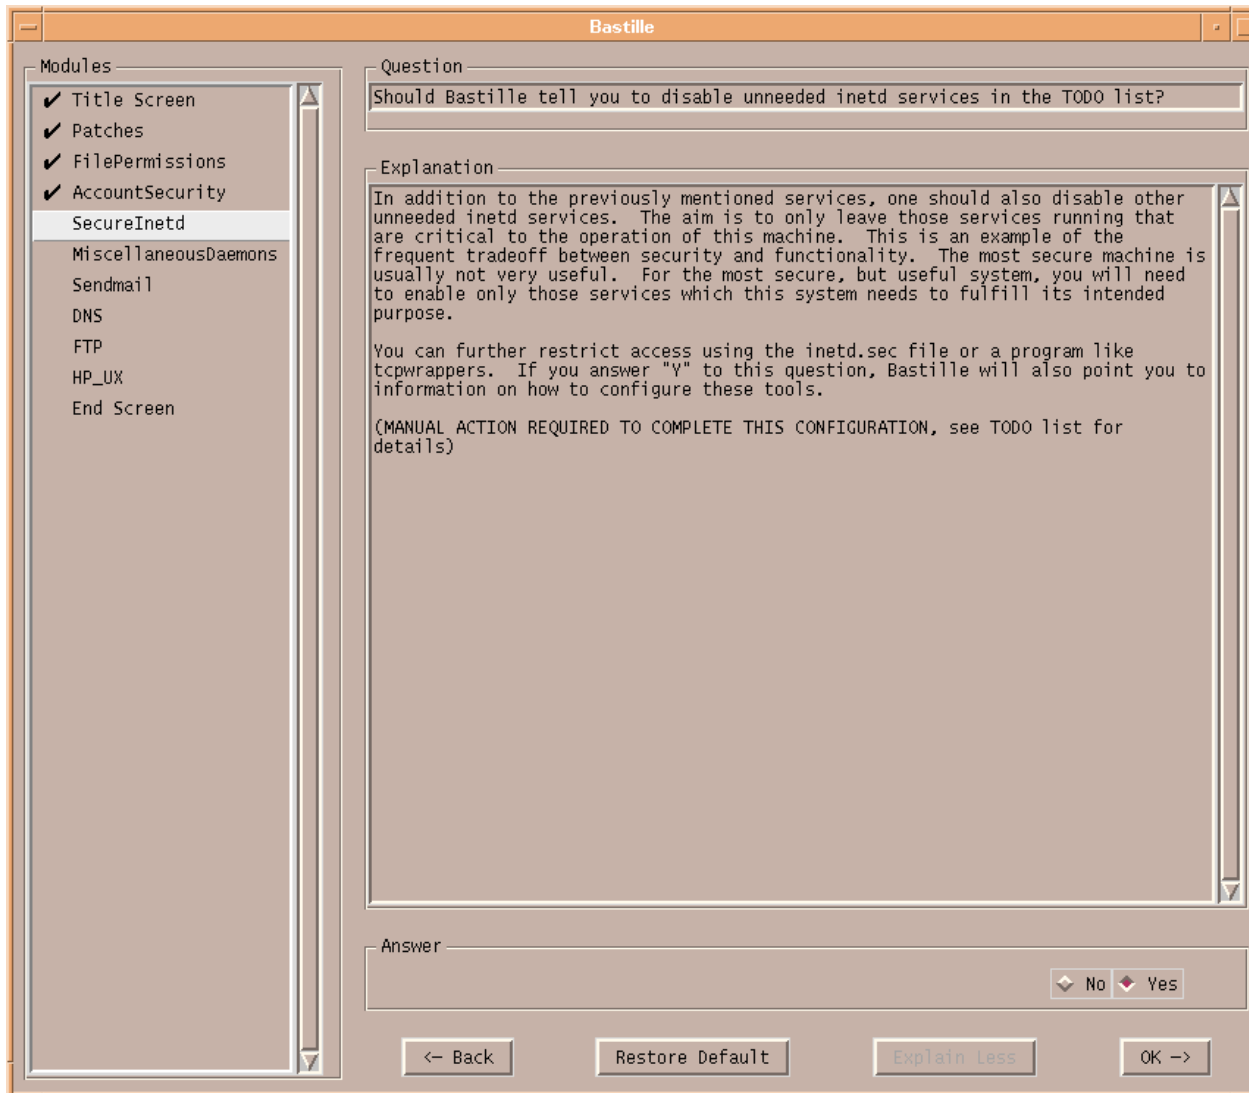 Bastille
Modules
Title Screen
Patches
FilePermissions
AccountSecurity
SecureInetd
MiscellaneousDaemons
Sendmail
DNS
FTP
HP_UX
End Screen
Question
Should Bastille tell you to disable unneeded inetd services in the TODO list?
Explanation
In addition to the previously mentioned services, one should also disable other
unneeded inetd services.  The aim is to only leave those services running that
are critical to the operation of this machine.  This is an example of the
frequent tradeoff between security and functionality.  The most secure machine is
usually not very useful.  For the most secure, but useful system, you will need
to enable only those services which this system needs to fulfill its intended
purpose.
You can further restrict access using the inetd.sec file or a program like
tcpwrappers.  If you answer "Y" to this question, Bastille will also point you to
information on how to configure these tools.
(MANUAL ACTION REQUIRED TO COMPLETE THIS CONFIGURATION, see TODO list for
details)
Answer
No Yes
<- Back Restore Default Explain Less OK ->